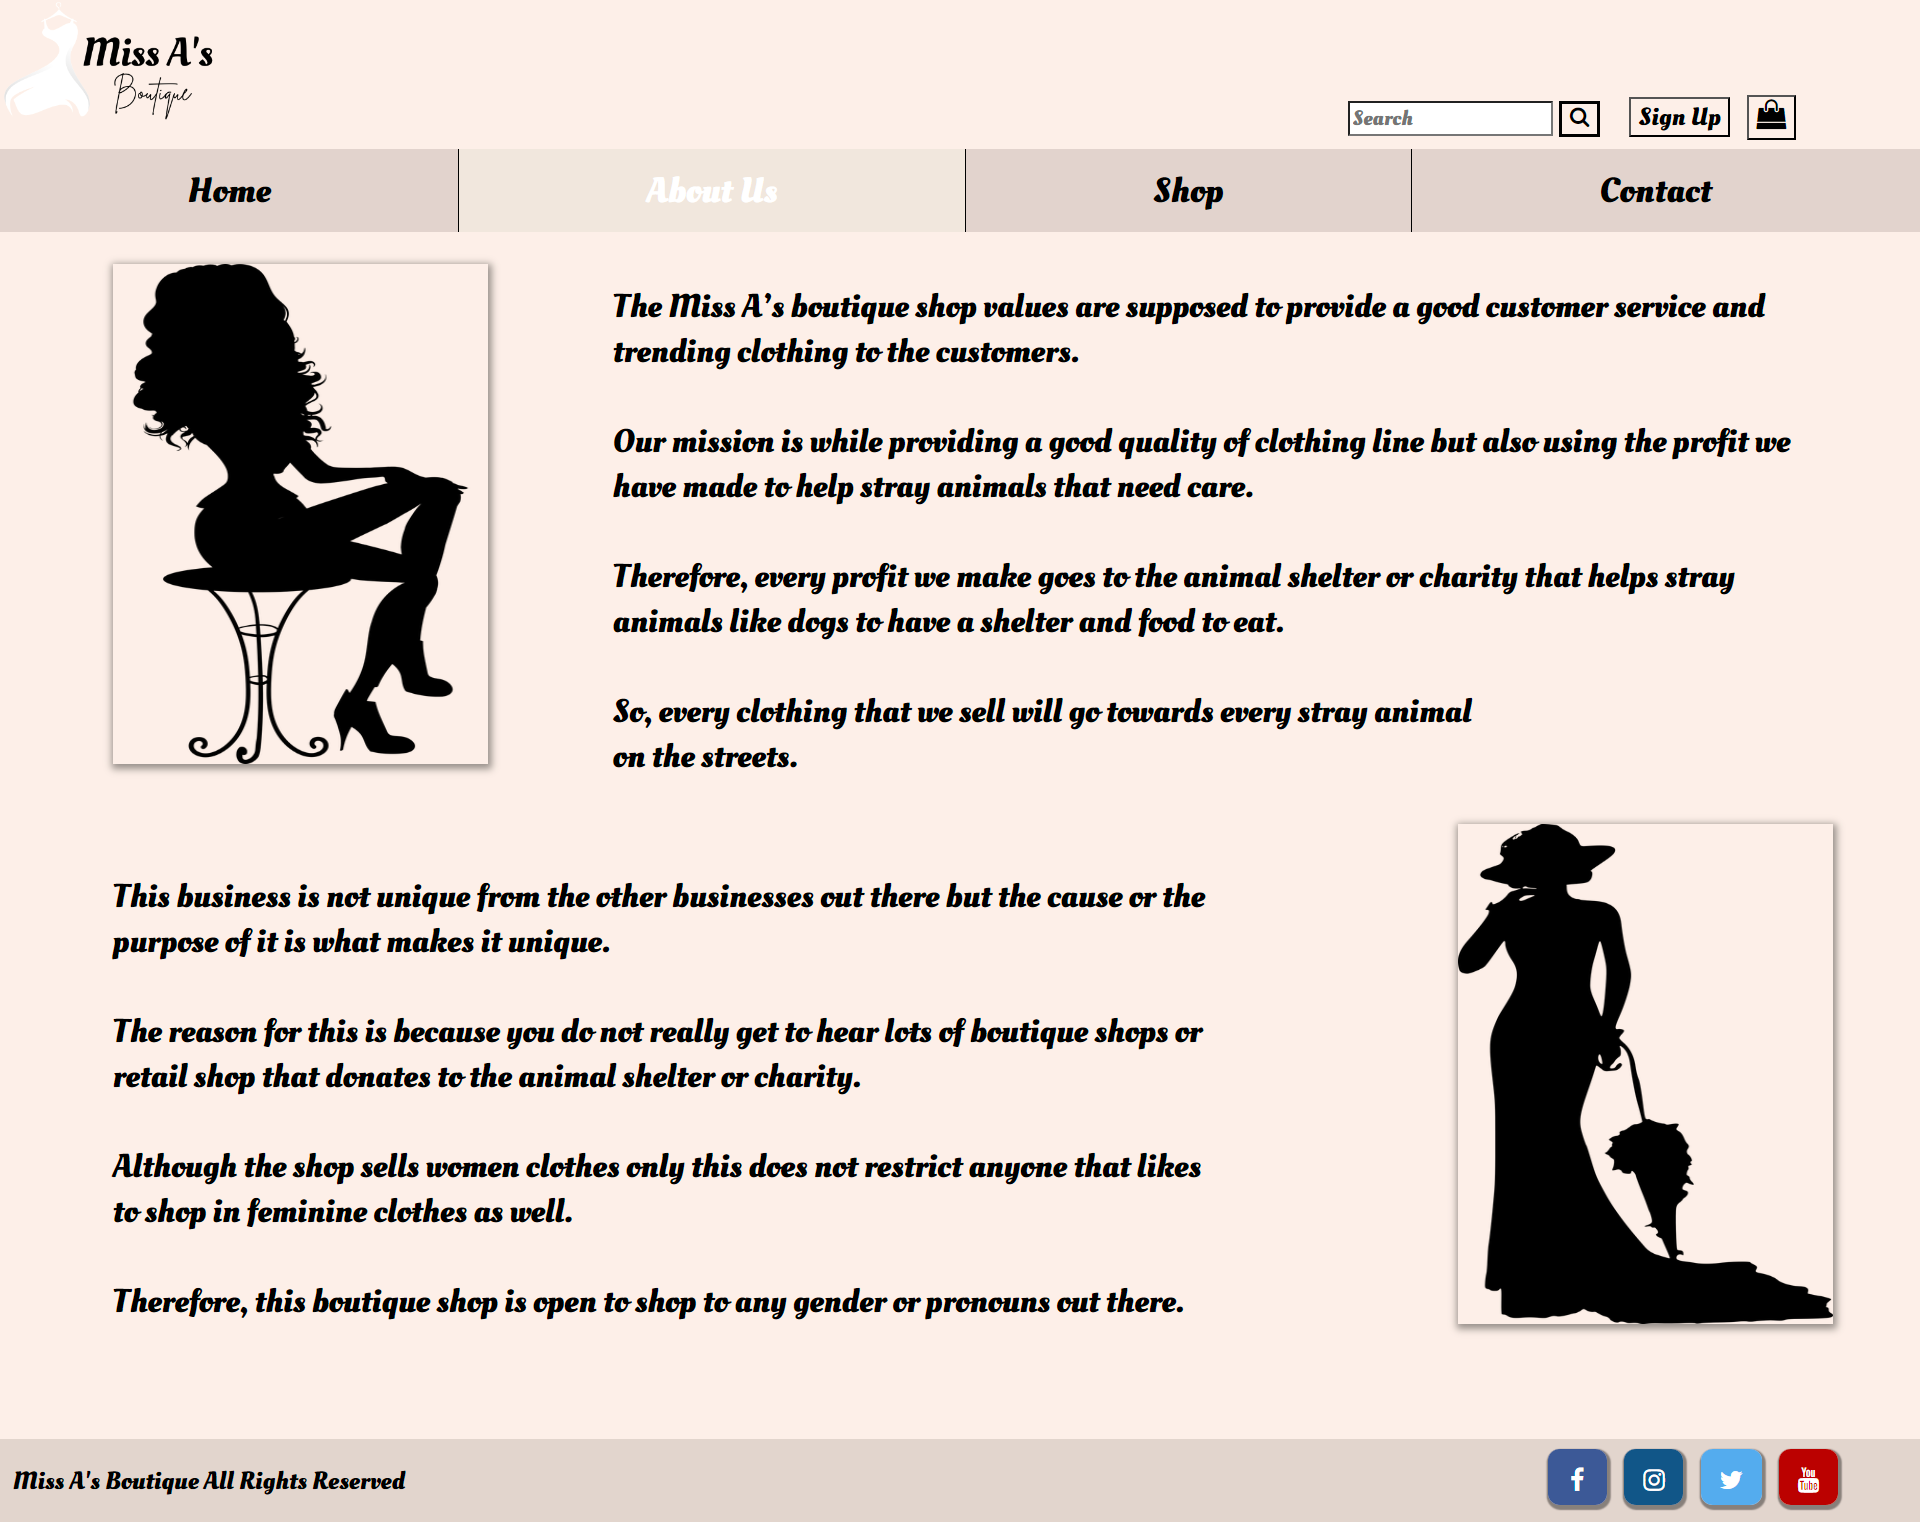 Miss A's
Boutique
Search
Sign Up
Home
About Us
Shop
Contact
The Miss A’s boutique shop values are supposed to provide a good customer service and
trending clothing to the customers.
Our mission is while providing a good quality of clothing line but also using the profit we
have made to help stray animals that need care.
Therefore, every profit we make goes to the animal shelter or charity that helps stray
animals like dogs to have a shelter and food to eat.
So, every clothing that we sell will go towards every stray animal
on the streets.
This business is not unique from the other businesses out there but the cause or the
purpose of it is what makes it unique.
The reason for this is because you do not really get to hear lots of boutique shops or
retail shop that donates to the animal shelter or charity.
Although the shop sells women clothes only this does not restrict anyone that likes
to shop in feminine clothes as well.
Therefore, this boutique shop is open to shop to any gender or pronouns out there.
Miss A's Boutique All Rights Reserved
You
Tube